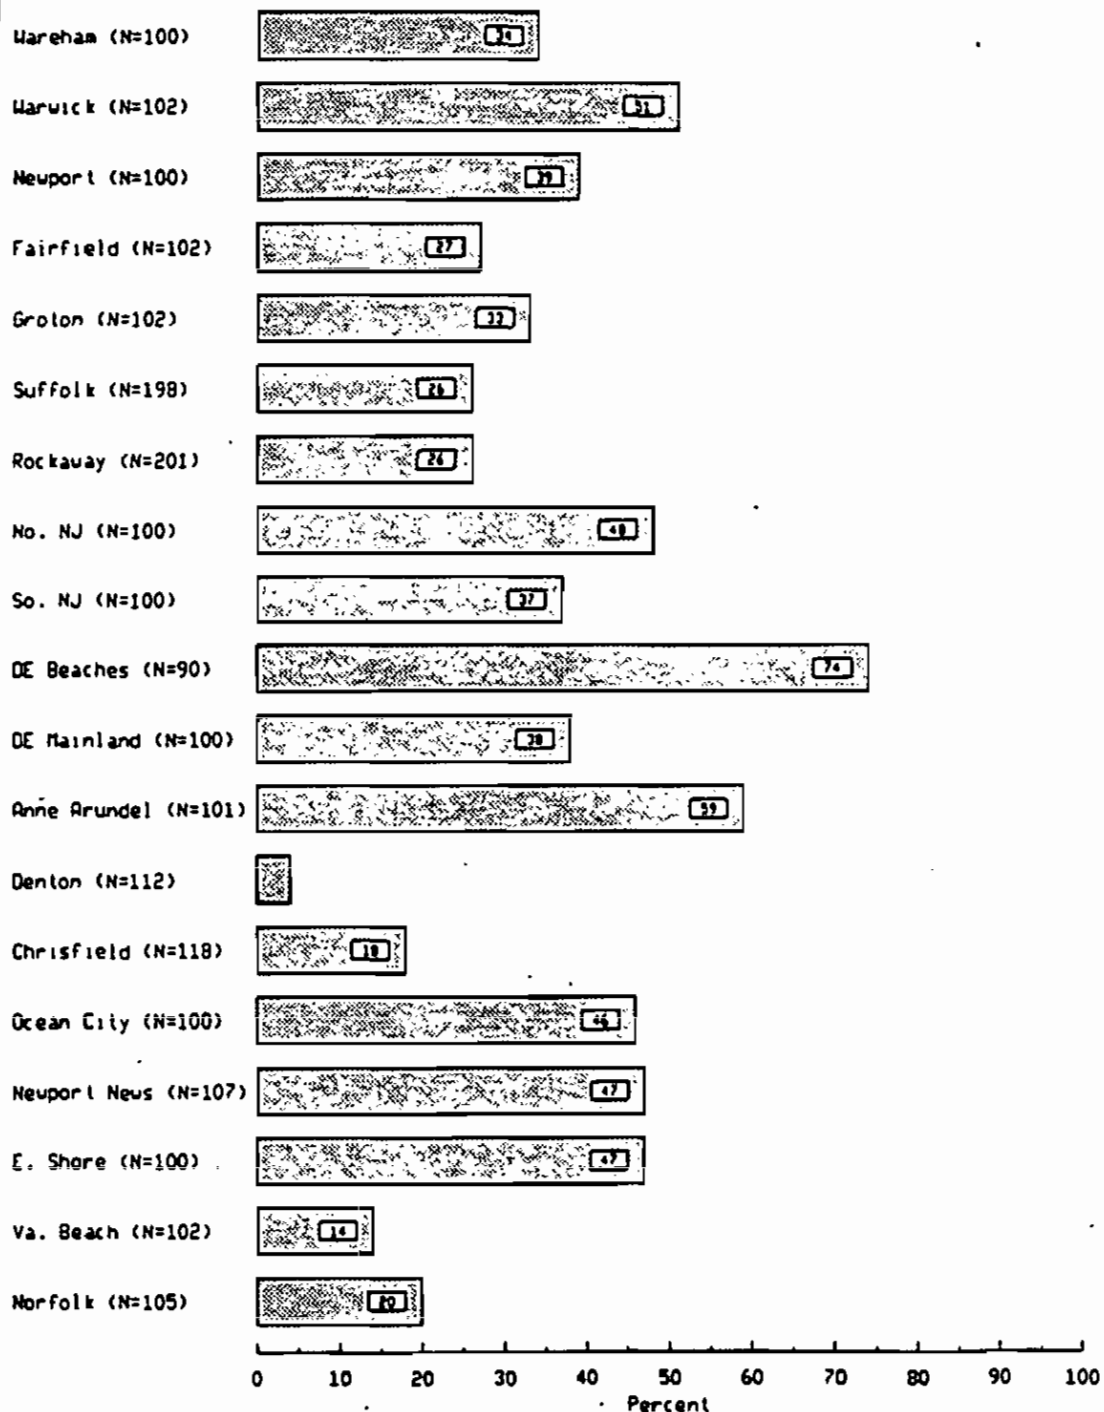 Wareham (N=100) 34
Warwick (N=102) 51
Newport (N=100) 39
Fairfield (N=102) 27
Groton (N=102) 33
Suffolk (N=198) 26
Rockaway (N=201) 26
No. NJ (N=100) 48
So. NJ (N=100) 37
DE Beaches (N=90) 74
DE Mainland (N=100) 38
Anne Arundel (N=101) 59
Denton (N=112)
Chrisfield (N=118) 18
Ocean City (N=100) 46
Newport News (N=107) 47
E. Shore (N=100) 47
Va. Beach (N=102) 14
Norfolk (N=105) 20
0 10 20 30 40 50 60 70 80 90 100
Percent